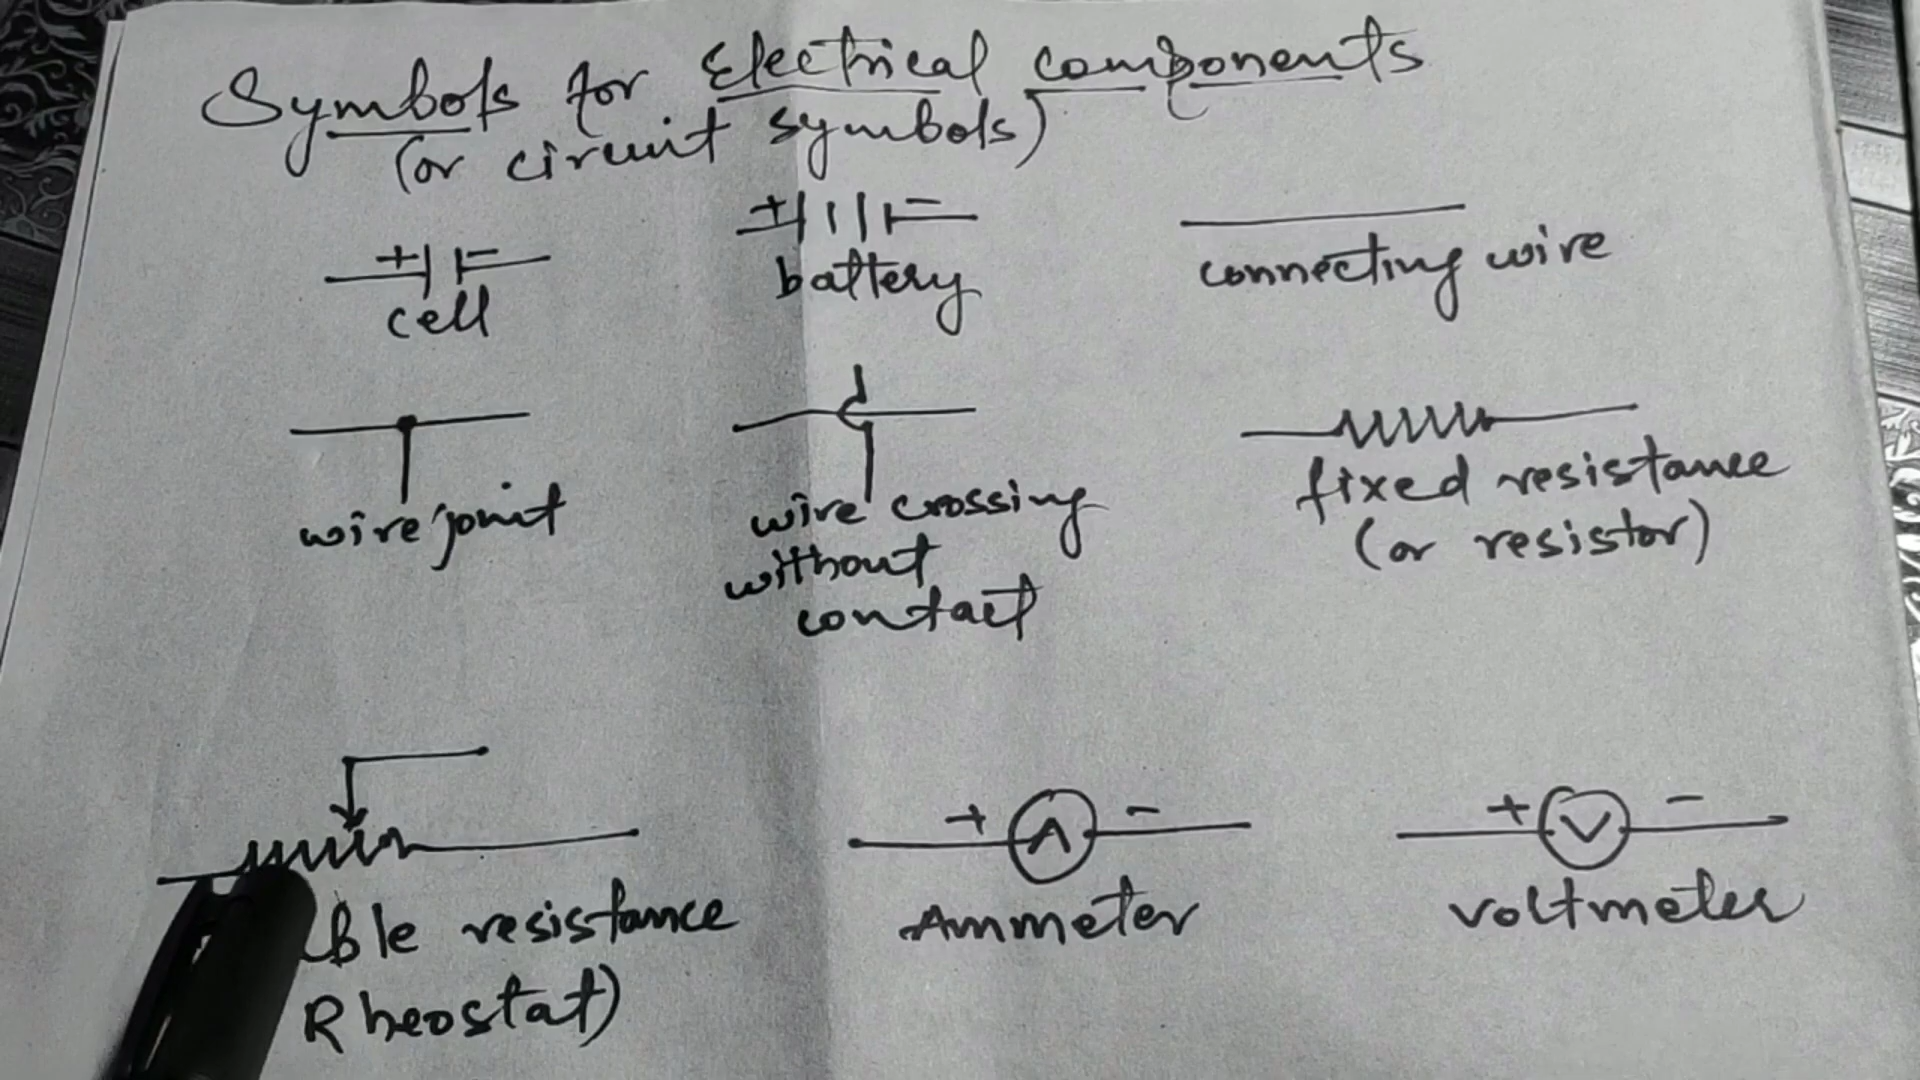 Symbols for Electrical components
(or circuit symbols)
+ -
cell
+ -
battery
connecting wire
wire joint
wire crossing
without
contact
fixed resistance
(or resistor)
resistance
Rheostat)
+ A -
Ammeter
+ V -
voltmeter